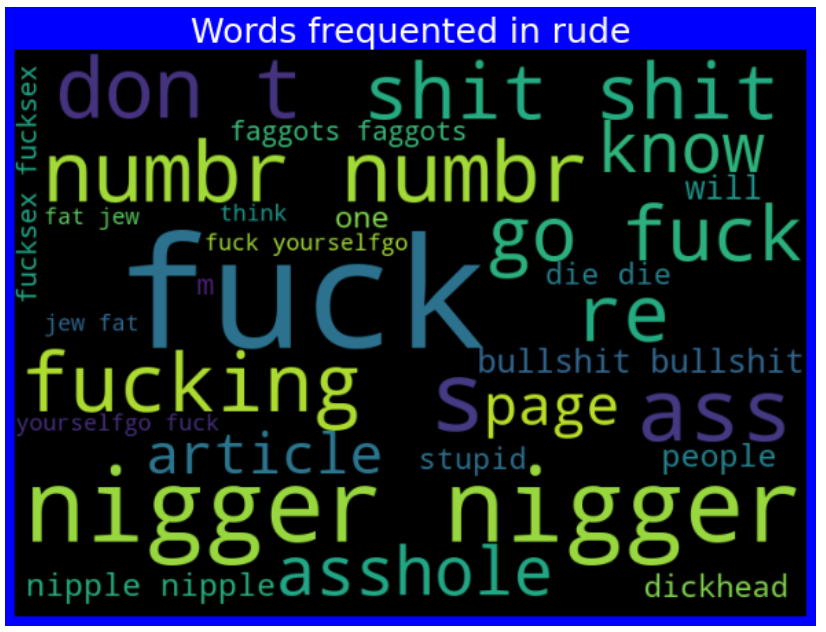 Words frequented in rude
fucksex fucksex
don t
shit shit
faggots faggots
know
numbr numbr
will
fat jew
think
one
go fuck
fuck yourselfgo
fuck
m
die die
re
jew fat
bullshit bullshit
fucking
s
page
ass
yourselfgo fuck
article
stupid
people
nigger nigger
asshole
nipple nipple
dickhead